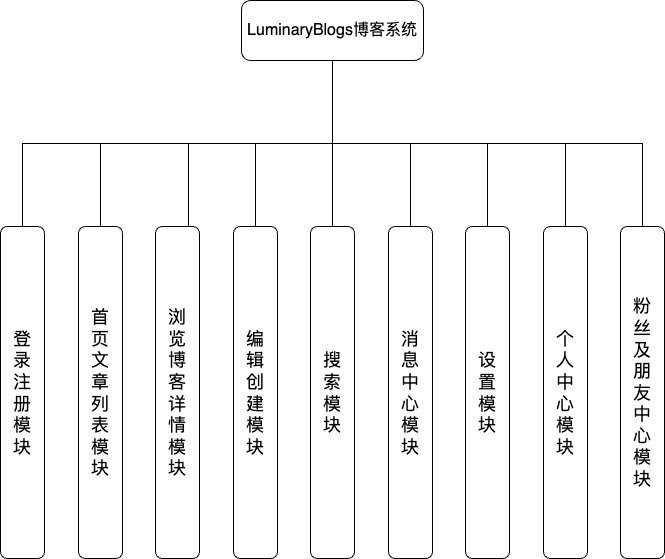 LuminaryBlogs博客系统
登录注册模块
首页文章列表模块
浏览博客详情模块
编辑创建模块
搜索模块
消息中心模块
设置模块
个人中心模块
粉丝及朋友中心模块